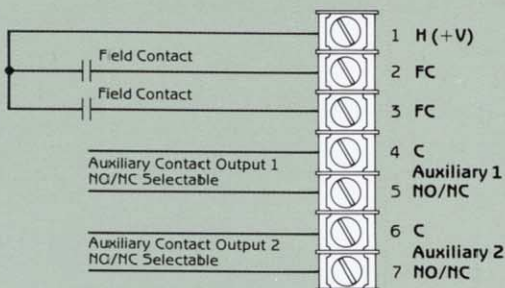 1 H (+V)
Field Contact
2 FC
Field Contact
3 FC
4 C
Auxiliary Contact Output 1
NO/NC Selectable
Auxiliary 1
5 NO/NC
6 C
Auxiliary Contact Output 2
NO/NC Selectable
Auxiliary 2
7 NO/NC